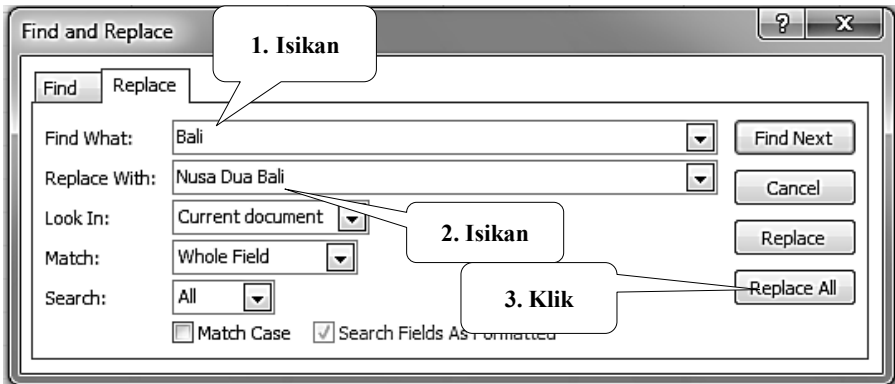 Find and Replace
1. Isikan
Find Replace
Find What: Bali Find Next
Replace With: Nusa Dua Bali Cancel
Look In: Current document
2. Isikan
Replace
Match: Whole Field
3. Klik
Replace All
Search: All
Match Case Search Fields As Formatted